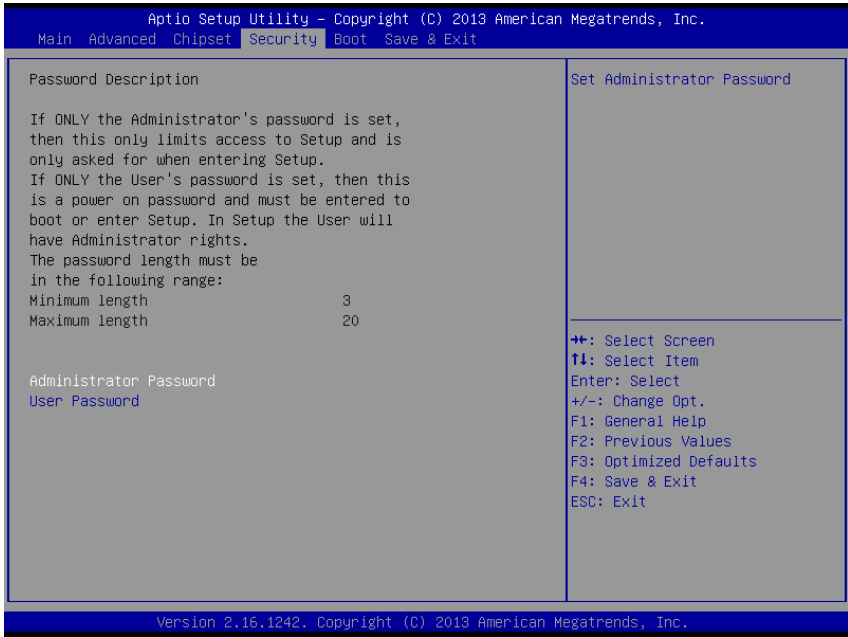 Aptio Setup Utility – Copyright (C) 2013 American Megatrends, Inc.
Main Advanced Chipset Security Boot Save & Exit
Password Description
If ONLY the Administrator's password is set,
then this only limits access to Setup and is
only asked for when entering Setup.
If ONLY the User's password is set, then this
is a power on password and must be entered to
boot or enter Setup. In Setup the User will
have Administrator rights.
The password length must be
in the following range:
Minimum length 3
Maximum length 20
Administrator Password
User Password
Set Administrator Password
→←: Select Screen
↑↓: Select Item
Enter: Select
+/-: Change Opt.
F1: General Help
F2: Previous Values
F3: Optimized Defaults
F4: Save & Exit
ESC: Exit
Version 2.16.1242. Copyright (C) 2013 American Megatrends, Inc.